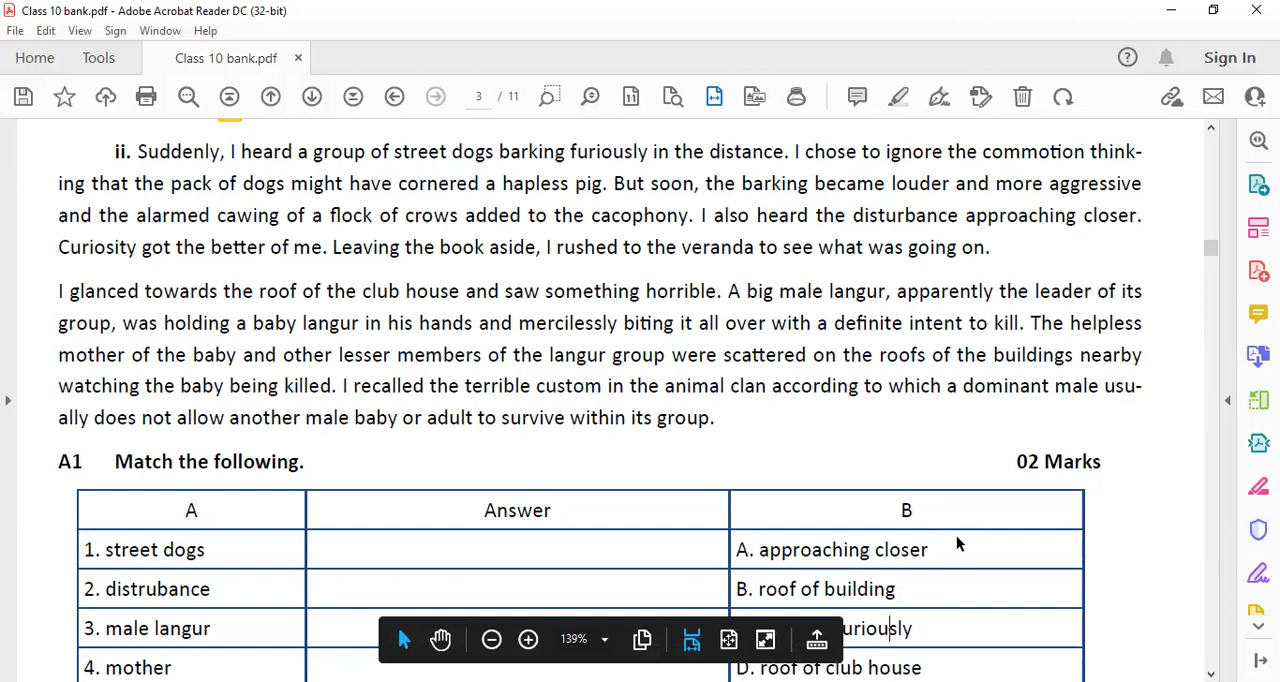 Class 10 bank.pdf - Adobe Acrobat Reader DC (32-bit)
File Edit View Sign Window Help
Home Tools Class 10 bank.pdf × Sign In
3 / 11
ii. Suddenly, I heard a group of street dogs barking furiously in the distance. I chose to ignore the commotion think-
ing that the pack of dogs might have cornered a hapless pig. But soon, the barking became louder and more aggressive
and the alarmed cawing of a flock of crows added to the cacophony. I also heard the disturbance approaching closer.
Curiosity got the better of me. Leaving the book aside, I rushed to the veranda to see what was going on.
I glanced towards the roof of the club house and saw something horrible. A big male langur, apparently the leader of its
group, was holding a baby langur in his hands and mercilessly biting it all over with a definite intent to kill. The helpless
mother of the baby and other lesser members of the langur group were scattered on the roofs of the buildings nearby
watching the baby being killed. I recalled the terrible custom in the animal clan according to which a dominant male usu-
ally does not allow another male baby or adult to survive within its group.
A1 Match the following. 02 Marks
A Answer B
1. street dogs A. approaching closer
2. distrubance B. roof of building
3. male langur uriously
139%
4. mother D. roof of club house